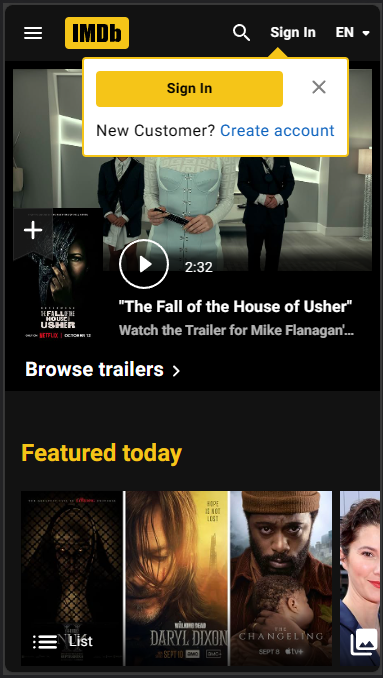 IMDb
Sign In
EN
Sign In
New Customer? Create account
2:32
"The Fall of the House of Usher"
Watch the Trailer for Mike Flanagan'...
THE FALL OF
THE HOUSE OF
USHER
NETFLIX | OCTOBER 12
Browse trailers
Featured today
HOPE
IS NOT
LOST
THE WALKING DEAD
DARYL DIXON
SEPT 10
amc
THE
CHANGELING
SEPT 8
tv+
List